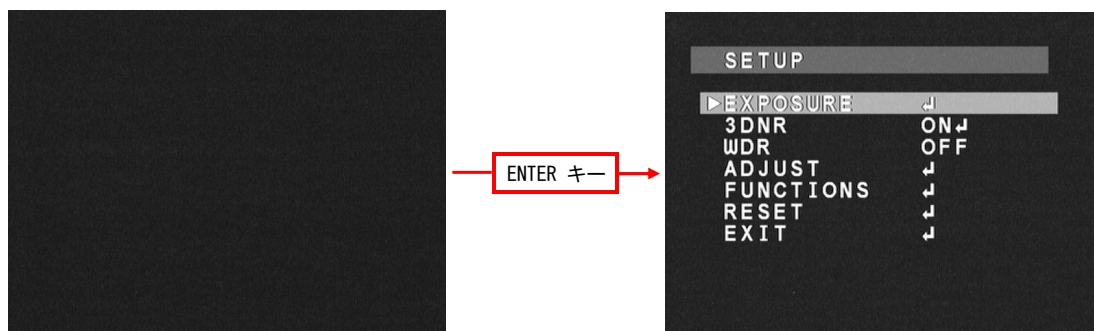 ENTER キー
SETUP
▷EXPOSURE ↲
3DNR ON↲
WDR OFF
ADJUST ↲
FUNCTIONS ↲
RESET ↲
EXIT ↲